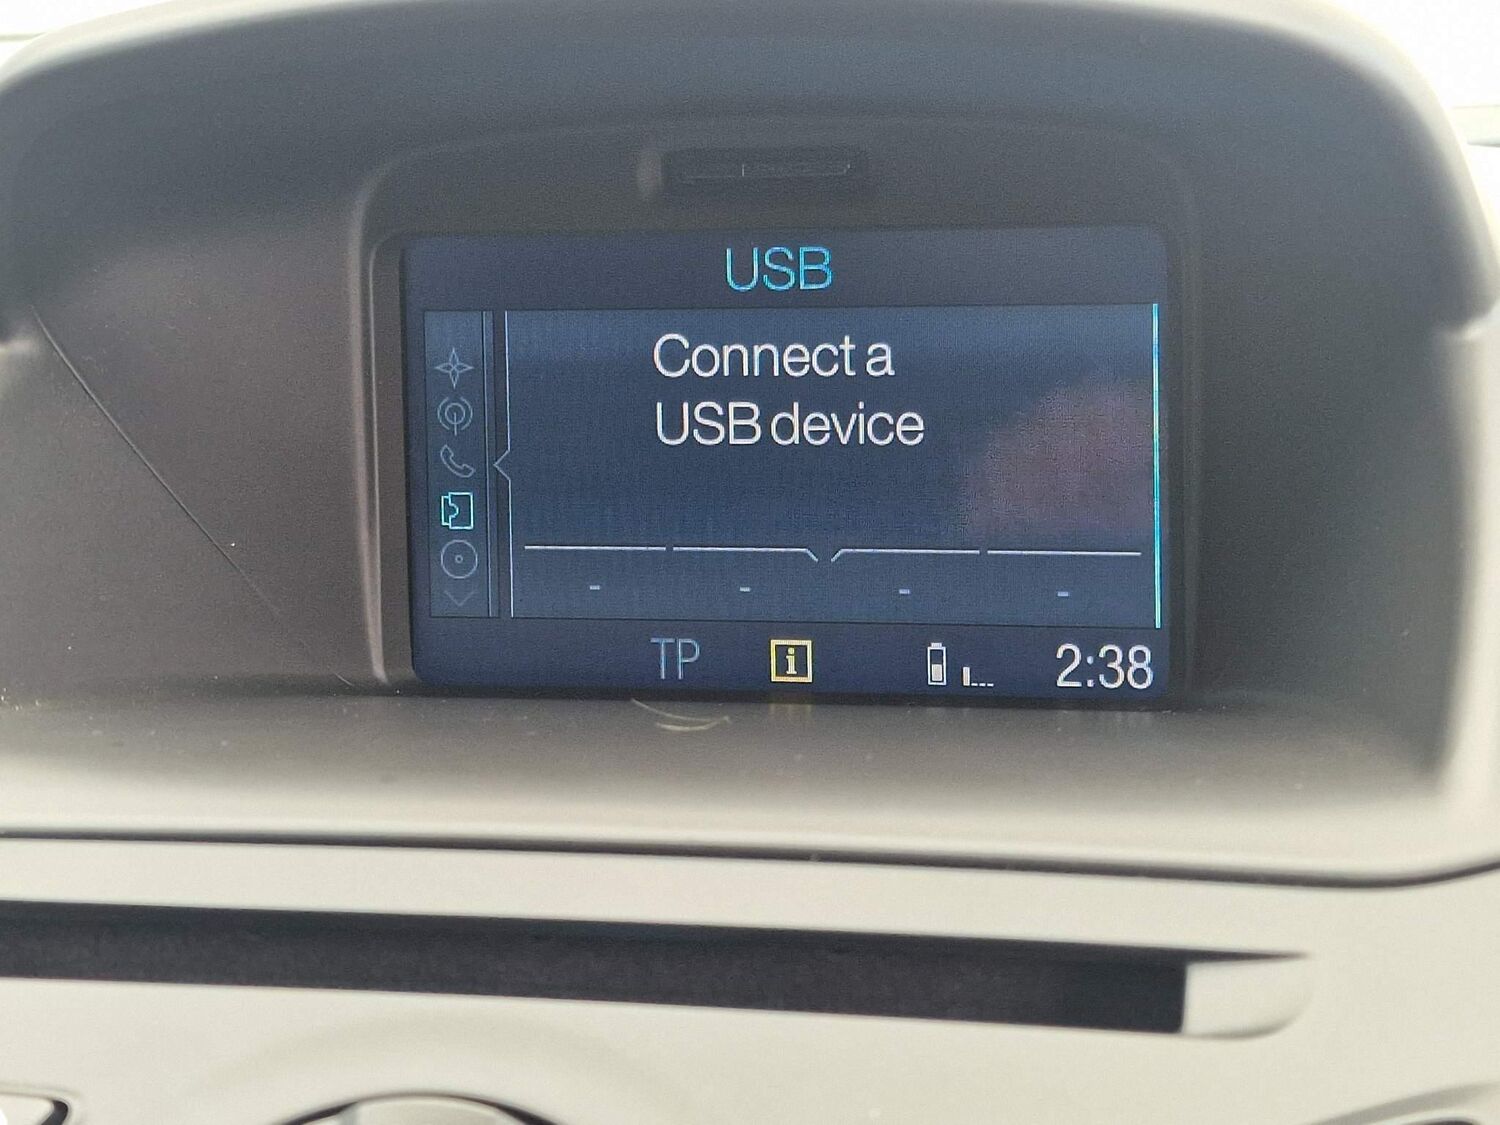 USB
Connect a
USB device
- - - -
TP i 2:38